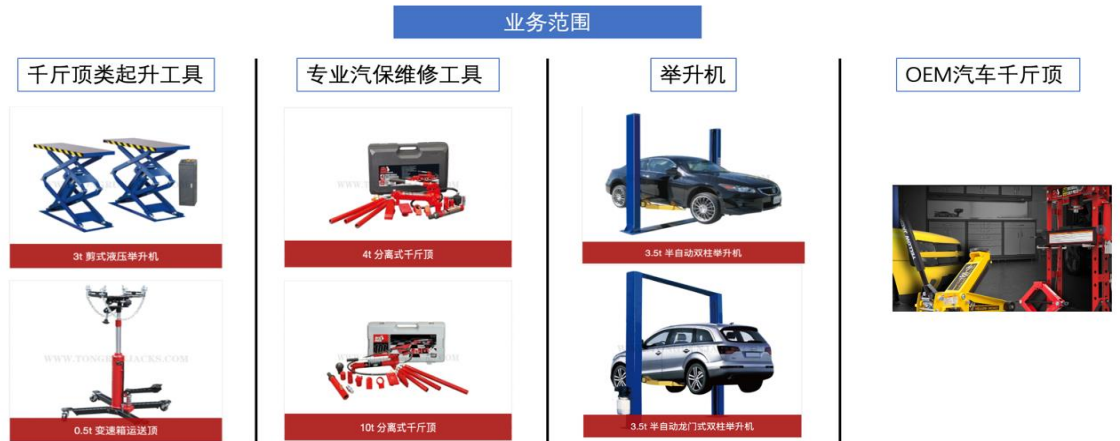 业务范围
千斤顶类起升工具
专业汽保维修工具
举升机
OEM汽车千斤顶
3t 剪式液压举升机
4t 分离式千斤顶
3.5t 半自动双柱举升机
WWW.TONGRUNJACKS.COM
0.5t 变速箱运送顶
10t 分离式千斤顶
3.5t 半自动龙门式双柱举升机